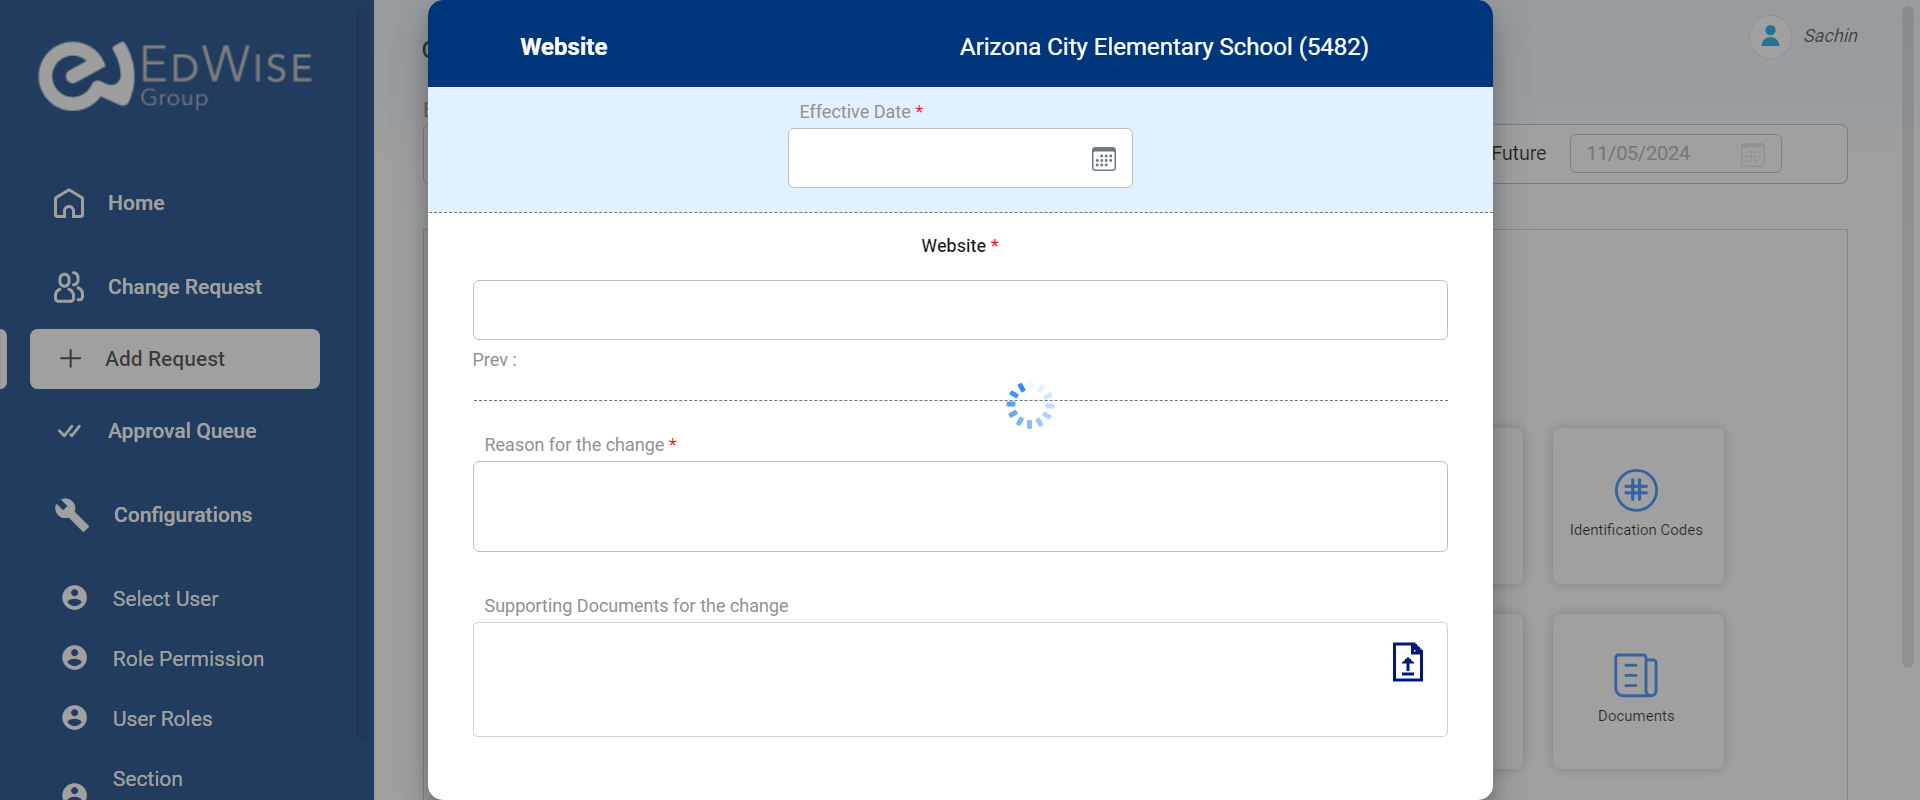 EDWISE
Group
Home
Change Request
Add Request
Approval Queue
Configurations
Select User
Role Permission
User Roles
Section
Website
Arizona City Elementary School (5482)
Effective Date *
Website *
Prev :
Reason for the change *
Supporting Documents for the change
Sachin
Future
11/05/2024
Identification Codes
Documents